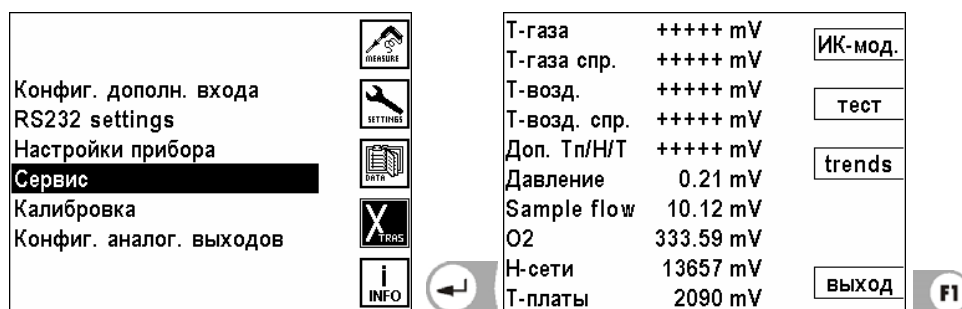 MEASURE
Конфиг. дополн. входа
RS232 settings
SETTINGS
Настройки прибора
DATA
Сервис
Калибровка
XTRAS
Конфиг. аналог. выходов
i
INFO
Т-газа +++++ mV
Т-газа спр. +++++ mV
Т-возд. +++++ mV
Т-возд. спр. +++++ mV
Доп. Тп/Н/Т +++++ mV
Давление 0.21 mV
Sample flow 10.12 mV
O2 333.59 mV
Н-сети 13657 mV
Т-платы 2090 mV
ИК-мод.
тест
trends
выход
F1